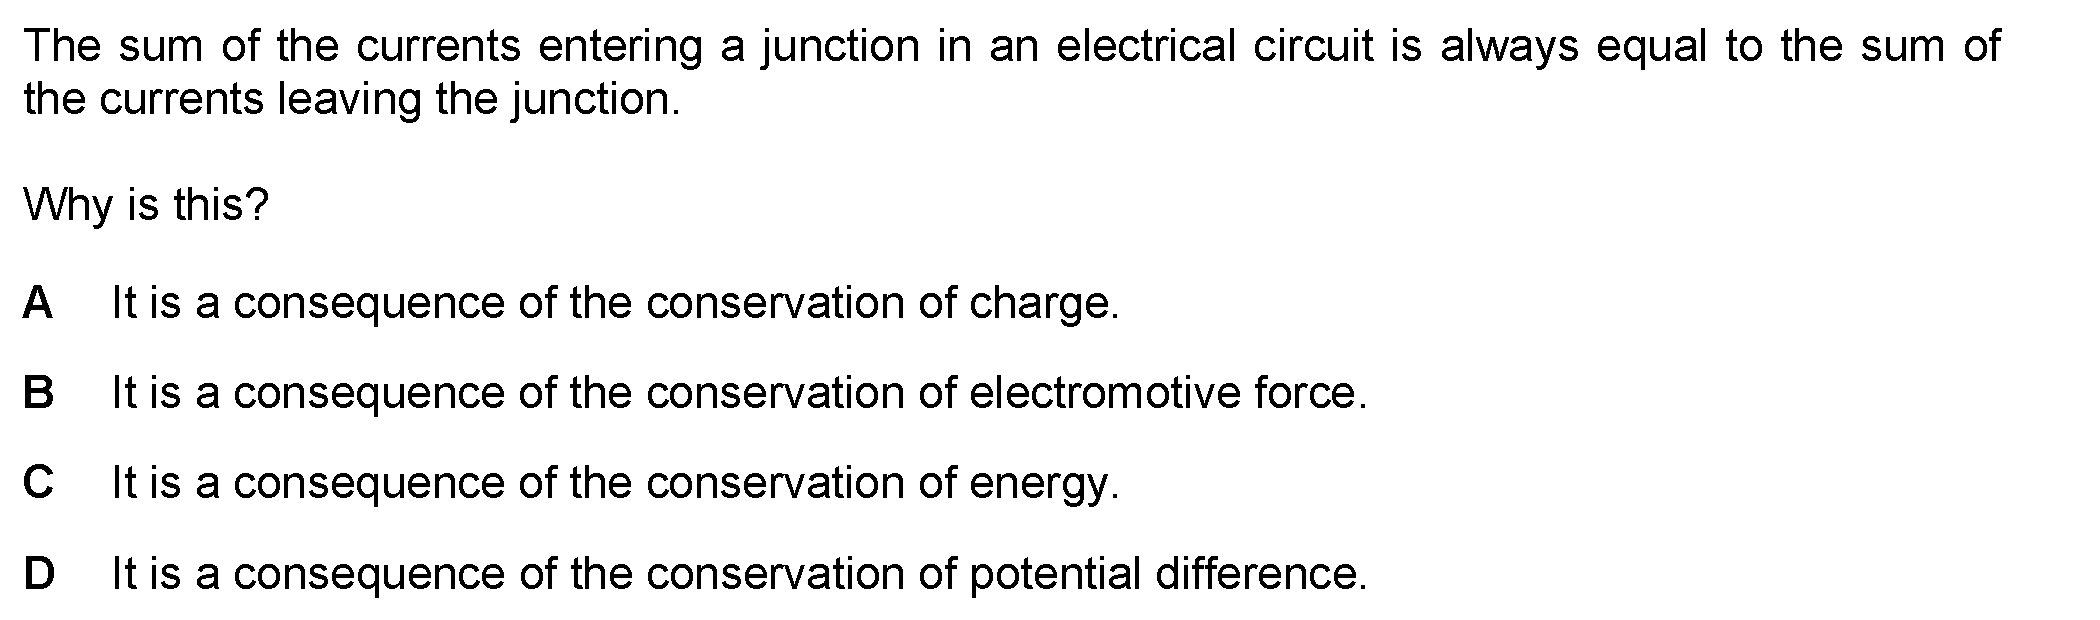 The sum of the currents entering a junction in an electrical circuit is always equal to the sum of
the currents leaving the junction.
Why is this?
A It is a consequence of the conservation of charge.
B It is a consequence of the conservation of electromotive force.
C It is a consequence of the conservation of energy.
D It is a consequence of the conservation of potential difference.